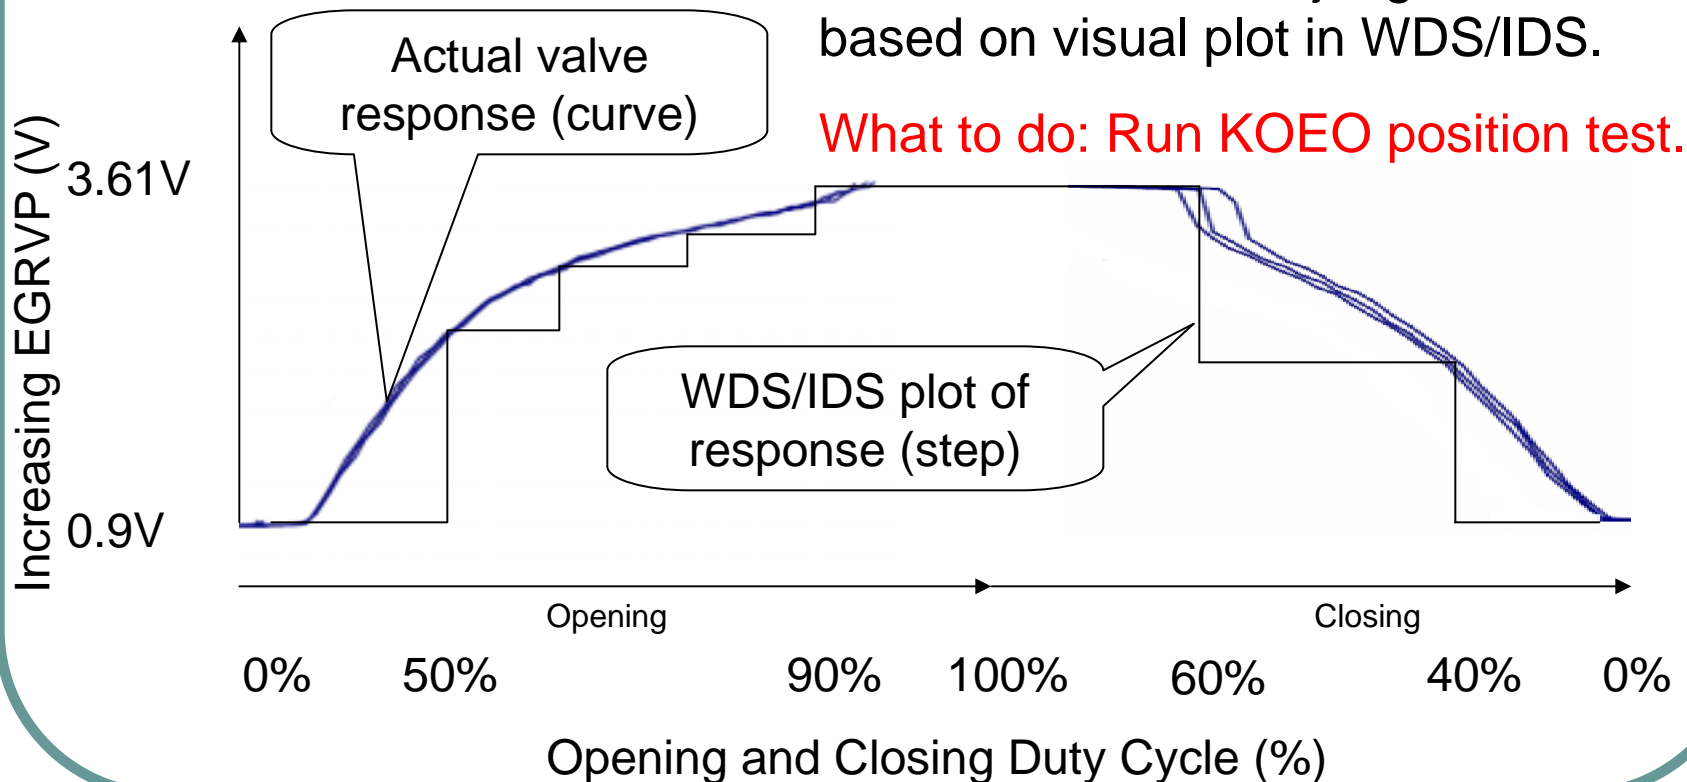 based on visual plot in WDS/IDS.
What to do: Run KOEO position test.
Actual valve
response (curve)
Increasing EGRVP (V)
3.61V
0.9V
WDS/IDS plot of
response (step)
Opening
Closing
0%
50%
90%
100%
60%
40%
0%
Opening and Closing Duty Cycle (%)